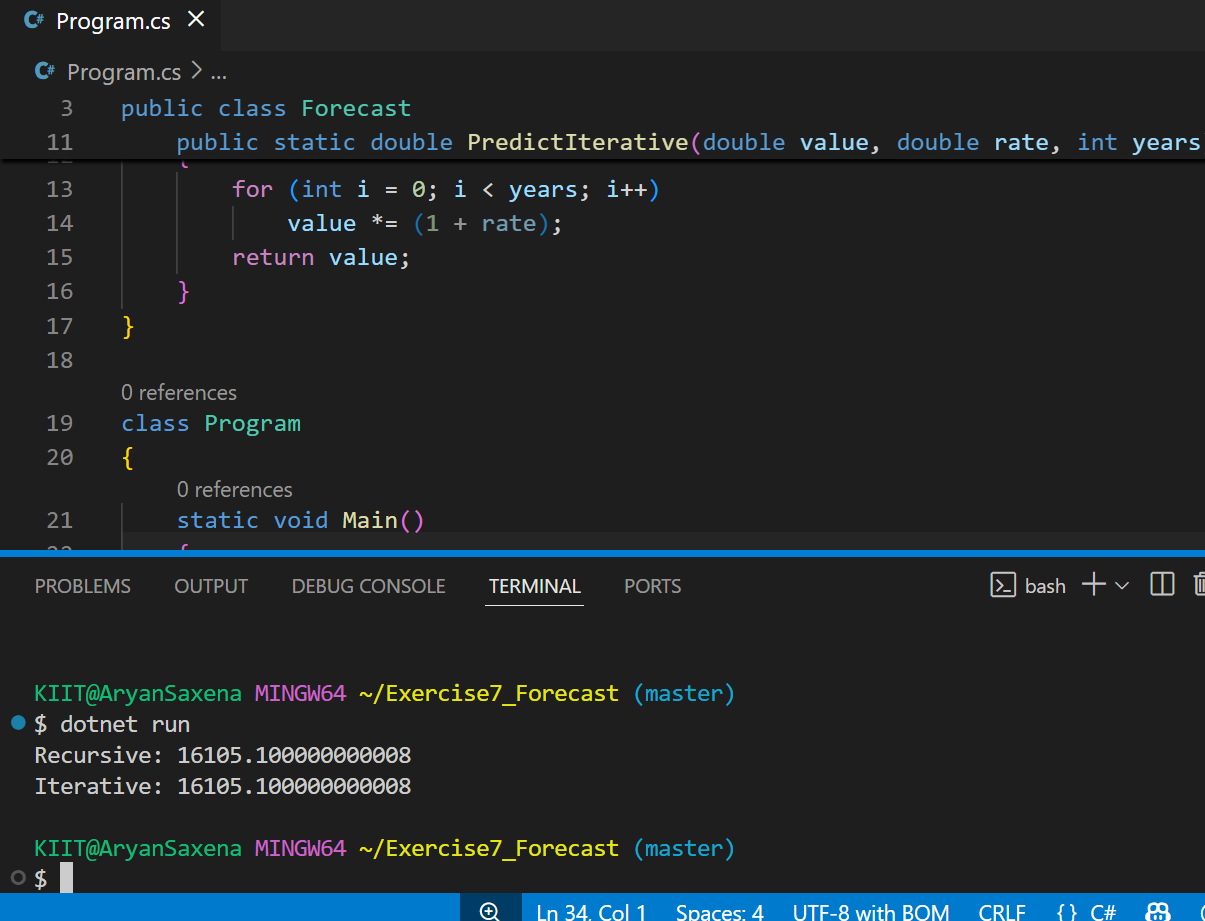 C# Program.cs ×
C# Program.cs > ...
3 public class Forecast
11 public static double PredictIterative(double value, double rate, int years
{
13 for (int i = 0; i < years; i++)
14 value *= (1 + rate);
15 return value;
16 }
17 }
18
0 references
19 class Program
20 {
0 references
21 static void Main()
22 {
PROBLEMS OUTPUT DEBUG CONSOLE TERMINAL PORTS bash
KIIT@AryanSaxena MINGW64 ~/Exercise7_Forecast (master)
$ dotnet run
Recursive: 16105.100000000008
Iterative: 16105.100000000008
KIIT@AryanSaxena MINGW64 ~/Exercise7_Forecast (master)
$
Ln 34, Col 1 Spaces: 4 UTF-8 with BOM CRLF {} C#